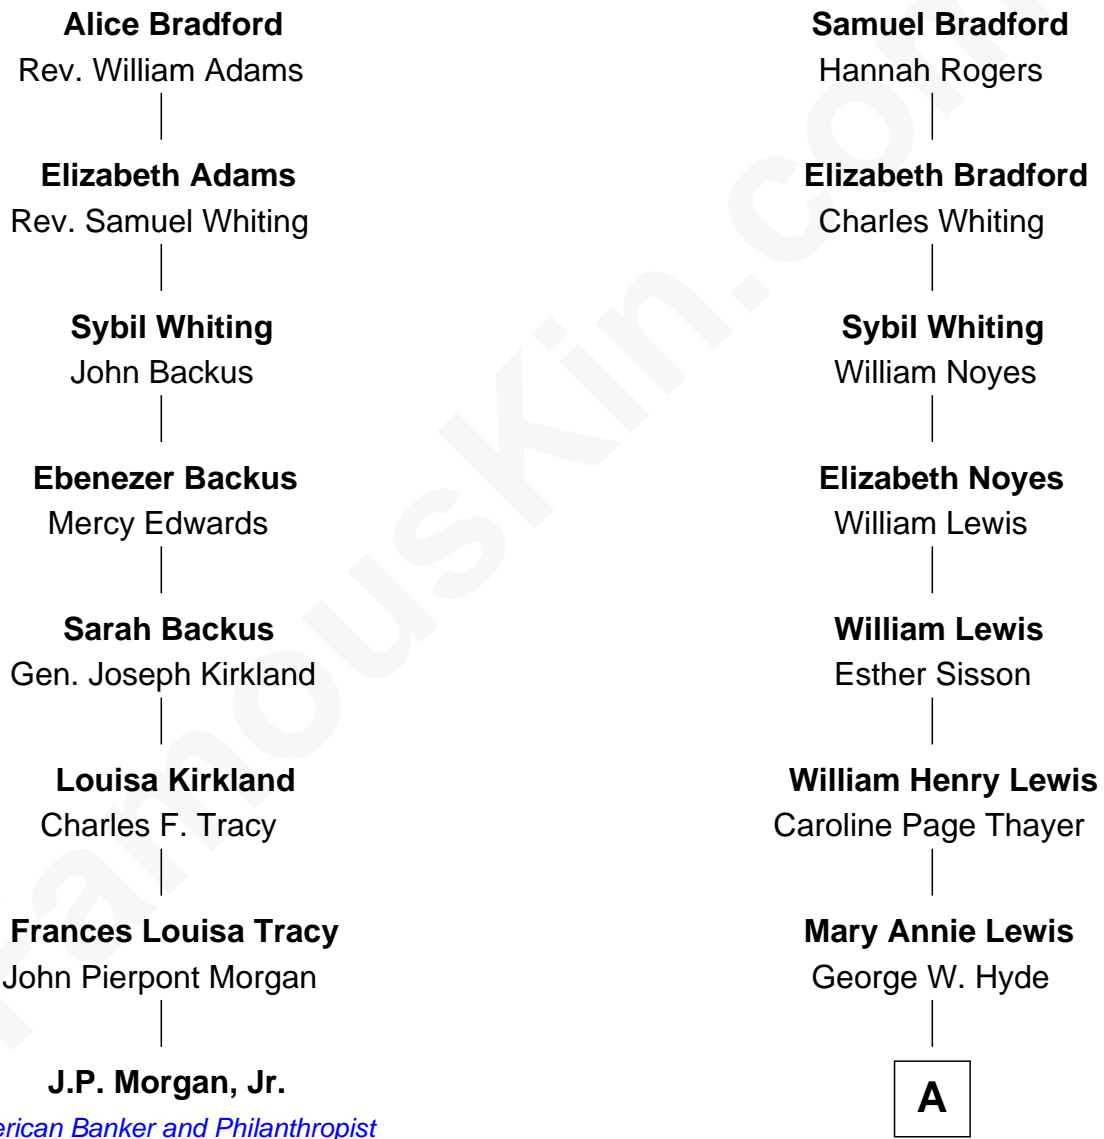 Alice Bradford
Rev. William Adams
Elizabeth Adams
Rev. Samuel Whiting
Sybil Whiting
John Backus
Ebenezer Backus
Mercy Edwards
Sarah Backus
Gen. Joseph Kirkland
Louisa Kirkland
Charles F. Tracy
Frances Louisa Tracy
John Pierpont Morgan
J.P. Morgan, Jr.
erican Banker and Philanthropist
Samuel Bradford
Hannah Rogers
Elizabeth Bradford
Charles Whiting
Sybil Whiting
William Noyes
Elizabeth Noyes
William Lewis
William Lewis
Esther Sisson
William Henry Lewis
Caroline Page Thayer
Mary Annie Lewis
George W. Hyde
A
FamousKin.com